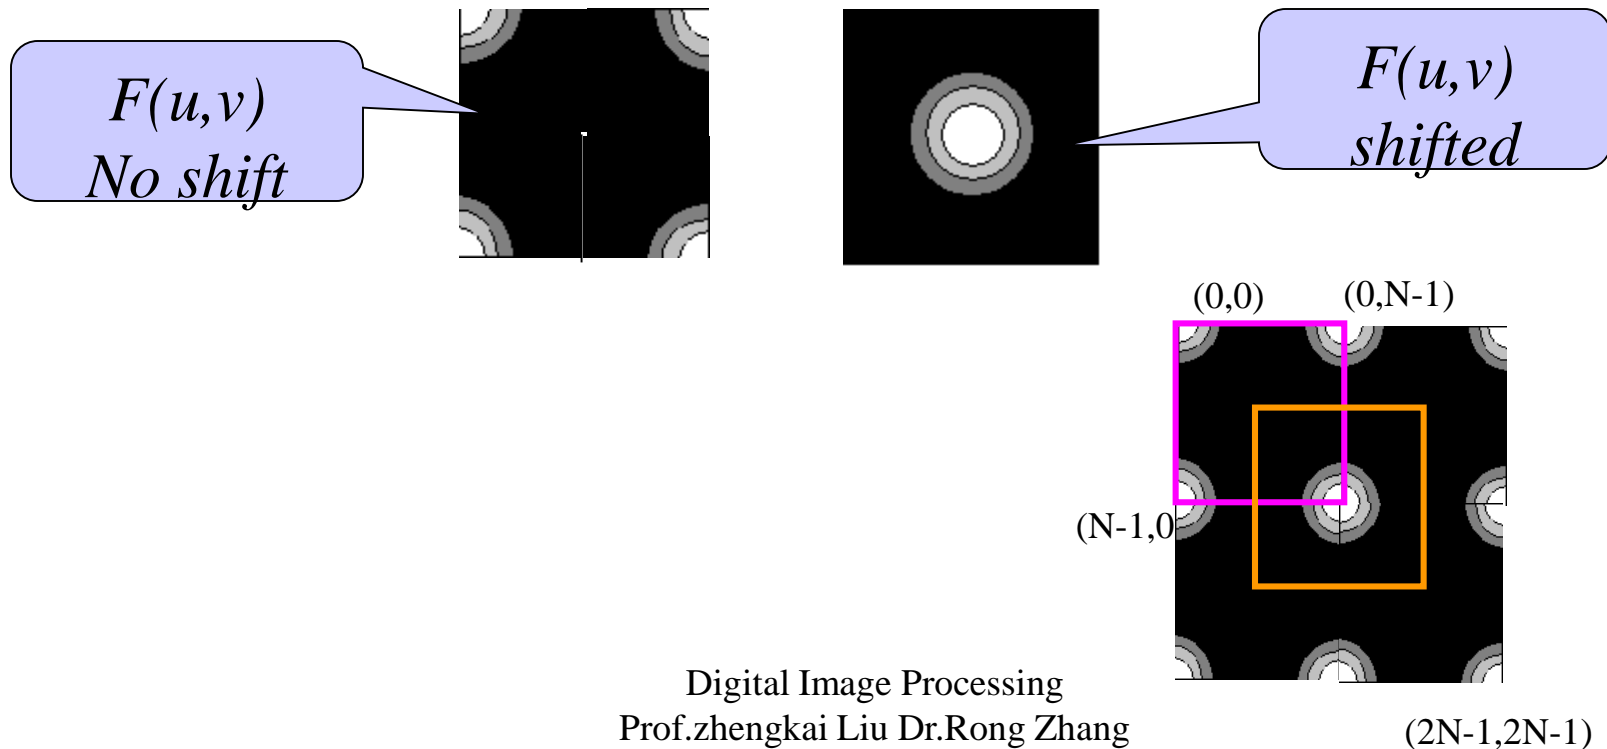 F(u,v)
No shift
F(u,v)
shifted
(0,0)
(0,N-1)
(N-1,0
Digital Image Processing
Prof.zhengkai Liu Dr.Rong Zhang
(2N-1,2N-1)